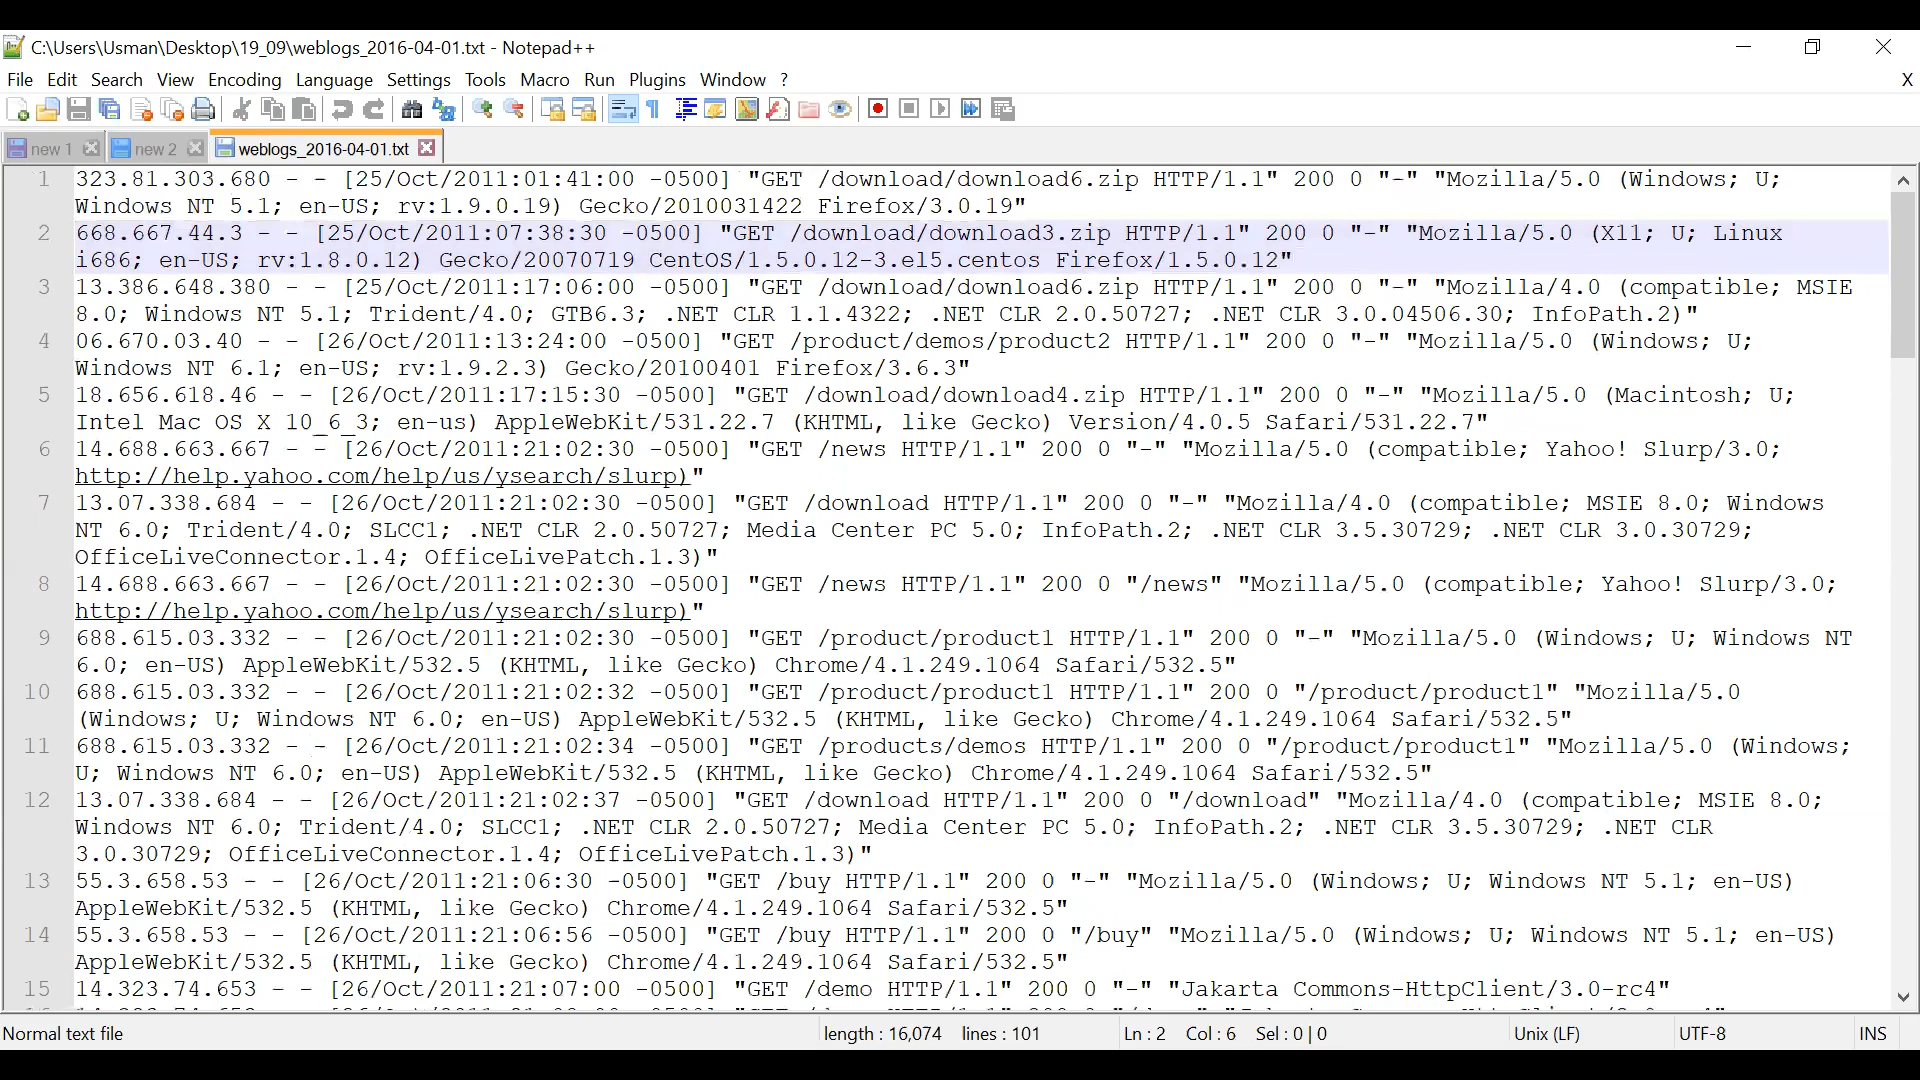 C:\Users\Usman\Desktop\19_09\weblogs_2016-04-01.txt - Notepad++
File Edit Search View Encoding Language Settings Tools Macro Run Plugins Window ? X
new 1 new 2 weblogs_2016-04-01.txt
1 323.81.303.680 - - [25/Oct/2011:01:41:00 -0500] "GET /download/download6.zip HTTP/1.1" 200 0 "-" "Mozilla/5.0 (Windows; U;
Windows NT 5.1; en-US; rv:1.9.0.19) Gecko/2010031422 Firefox/3.0.19"
2 668.667.44.3 - - [25/Oct/2011:07:38:30 -0500] "GET /download/download3.zip HTTP/1.1" 200 0 "-" "Mozilla/5.0 (X11; U; Linux
i686; en-US; rv:1.8.0.12) Gecko/20070719 CentOS/1.5.0.12-3.el5.centos Firefox/1.5.0.12"
3 13.386.648.380 - - [25/Oct/2011:17:06:00 -0500] "GET /download/download6.zip HTTP/1.1" 200 0 "-" "Mozilla/4.0 (compatible; MSIE
8.0; Windows NT 5.1; Trident/4.0; GTB6.3; .NET CLR 1.1.4322; .NET CLR 2.0.50727; .NET CLR 3.0.04506.30; InfoPath.2)"
4 06.670.03.40 - - [26/Oct/2011:13:24:00 -0500] "GET /product/demos/product2 HTTP/1.1" 200 0 "-" "Mozilla/5.0 (Windows; U;
Windows NT 6.1; en-US; rv:1.9.2.3) Gecko/20100401 Firefox/3.6.3"
5 18.656.618.46 - - [26/Oct/2011:17:15:30 -0500] "GET /download/download4.zip HTTP/1.1" 200 0 "-" "Mozilla/5.0 (Macintosh; U;
Intel Mac OS X 10_6_3; en-us) AppleWebKit/531.22.7 (KHTML, like Gecko) Version/4.0.5 Safari/531.22.7"
6 14.688.663.667 - - [26/Oct/2011:21:02:30 -0500] "GET /news HTTP/1.1" 200 0 "-" "Mozilla/5.0 (compatible; Yahoo! Slurp/3.0;
http://help.yahoo.com/help/us/ysearch/slurp)"
7 13.07.338.684 - - [26/Oct/2011:21:02:30 -0500] "GET /download HTTP/1.1" 200 0 "-" "Mozilla/4.0 (compatible; MSIE 8.0; Windows
NT 6.0; Trident/4.0; SLCC1; .NET CLR 2.0.50727; Media Center PC 5.0; InfoPath.2; .NET CLR 3.5.30729; .NET CLR 3.0.30729;
OfficeLiveConnector.1.4; OfficeLivePatch.1.3)"
8 14.688.663.667 - - [26/Oct/2011:21:02:30 -0500] "GET /news HTTP/1.1" 200 0 "/news" "Mozilla/5.0 (compatible; Yahoo! Slurp/3.0;
http://help.yahoo.com/help/us/ysearch/slurp)"
9 688.615.03.332 - - [26/Oct/2011:21:02:30 -0500] "GET /product/product1 HTTP/1.1" 200 0 "-" "Mozilla/5.0 (Windows; U; Windows NT
6.0; en-US) AppleWebKit/532.5 (KHTML, like Gecko) Chrome/4.1.249.1064 Safari/532.5"
10 688.615.03.332 - - [26/Oct/2011:21:02:32 -0500] "GET /product/product1 HTTP/1.1" 200 0 "/product/product1" "Mozilla/5.0
(Windows; U; Windows NT 6.0; en-US) AppleWebKit/532.5 (KHTML, like Gecko) Chrome/4.1.249.1064 Safari/532.5"
11 688.615.03.332 - - [26/Oct/2011:21:02:34 -0500] "GET /products/demos HTTP/1.1" 200 0 "/product/product1" "Mozilla/5.0 (Windows;
U; Windows NT 6.0; en-US) AppleWebKit/532.5 (KHTML, like Gecko) Chrome/4.1.249.1064 Safari/532.5"
12 13.07.338.684 - - [26/Oct/2011:21:02:37 -0500] "GET /download HTTP/1.1" 200 0 "/download" "Mozilla/4.0 (compatible; MSIE 8.0;
Windows NT 6.0; Trident/4.0; SLCC1; .NET CLR 2.0.50727; Media Center PC 5.0; InfoPath.2; .NET CLR 3.5.30729; .NET CLR
3.0.30729; OfficeLiveConnector.1.4; OfficeLivePatch.1.3)"
13 55.3.658.53 - - [26/Oct/2011:21:06:30 -0500] "GET /buy HTTP/1.1" 200 0 "-" "Mozilla/5.0 (Windows; U; Windows NT 5.1; en-US)
AppleWebKit/532.5 (KHTML, like Gecko) Chrome/4.1.249.1064 Safari/532.5"
14 55.3.658.53 - - [26/Oct/2011:21:06:56 -0500] "GET /buy HTTP/1.1" 200 0 "/buy" "Mozilla/5.0 (Windows; U; Windows NT 5.1; en-US)
AppleWebKit/532.5 (KHTML, like Gecko) Chrome/4.1.249.1064 Safari/532.5"
15 14.323.74.653 - - [26/Oct/2011:21:07:00 -0500] "GET /demo HTTP/1.1" 200 0 "-" "Jakarta Commons-HttpClient/3.0-rc4"
Normal text file length : 16,074 lines : 101 Ln : 2 Col : 6 Sel : 0 | 0 Unix (LF) UTF-8 INS